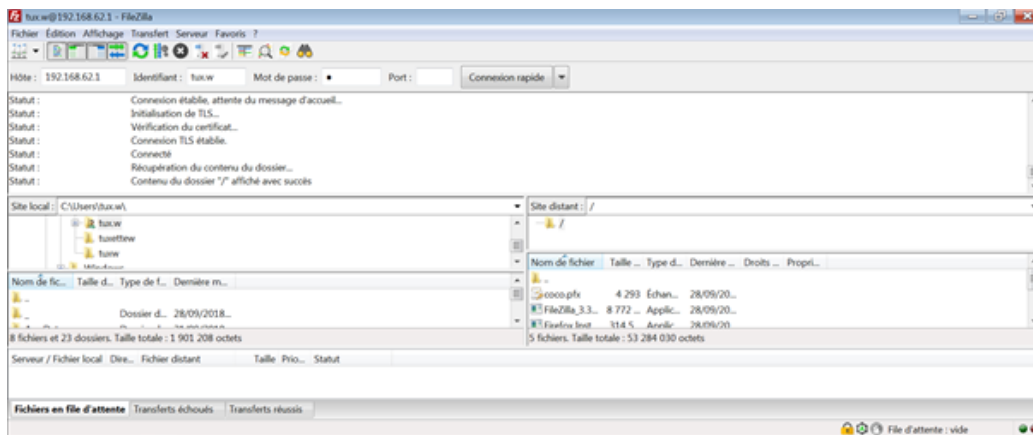 tux.w@192.168.62.1 - FileZilla
Fichier Édition Affichage Transfert Serveur Favoris ?
Hôte : 192.168.62.1 Identifiant : tux.w Mot de passe : ● Port : Connexion rapide
Statut : Connexion établie, attente du message d'accueil...
Statut : Initialisation de TLS...
Statut : Vérification du certificat...
Statut : Connexion TLS établie.
Statut : Connecté
Statut : Récupération du contenu du dossier...
Statut : Contenu du dossier "/" affiché avec succès
Site local : C:\Users\tux.w\
tux.w
tuxettew
tuxw
Windows
Nom de fic... Taille d... Type de f... Dernière m...
..
Dossier d... 28/09/2018...
8 fichiers et 23 dossiers. Taille totale : 1 901 208 octets
Site distant : /
/
Nom de fichier Taille ... Type d... Dernière ... Droits ... Propri...
..
coco.pfx 4 293 Échan... 28/09/20...
FileZilla_3.3... 8 772 ... Applic... 28/09/20...
Firefox Inst... 314 5... Applic... 28/09/20...
5 fichiers. Taille totale : 53 284 030 octets
Serveur / Fichier local Dire... Fichier distant Taille Prio... Statut
Fichiers en file d'attente Transferts échoués Transferts réussis
File d'attente : vide